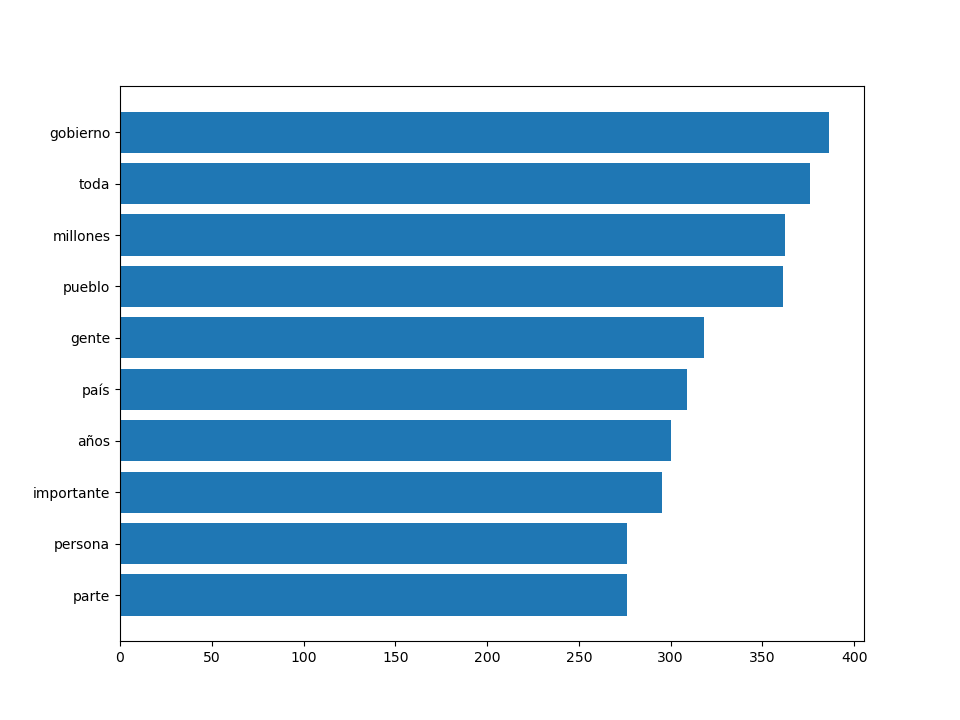 gobierno
toda
millones
pueblo
gente
país
años
importante
persona
parte
0 50 100 150 200 250 300 350 400